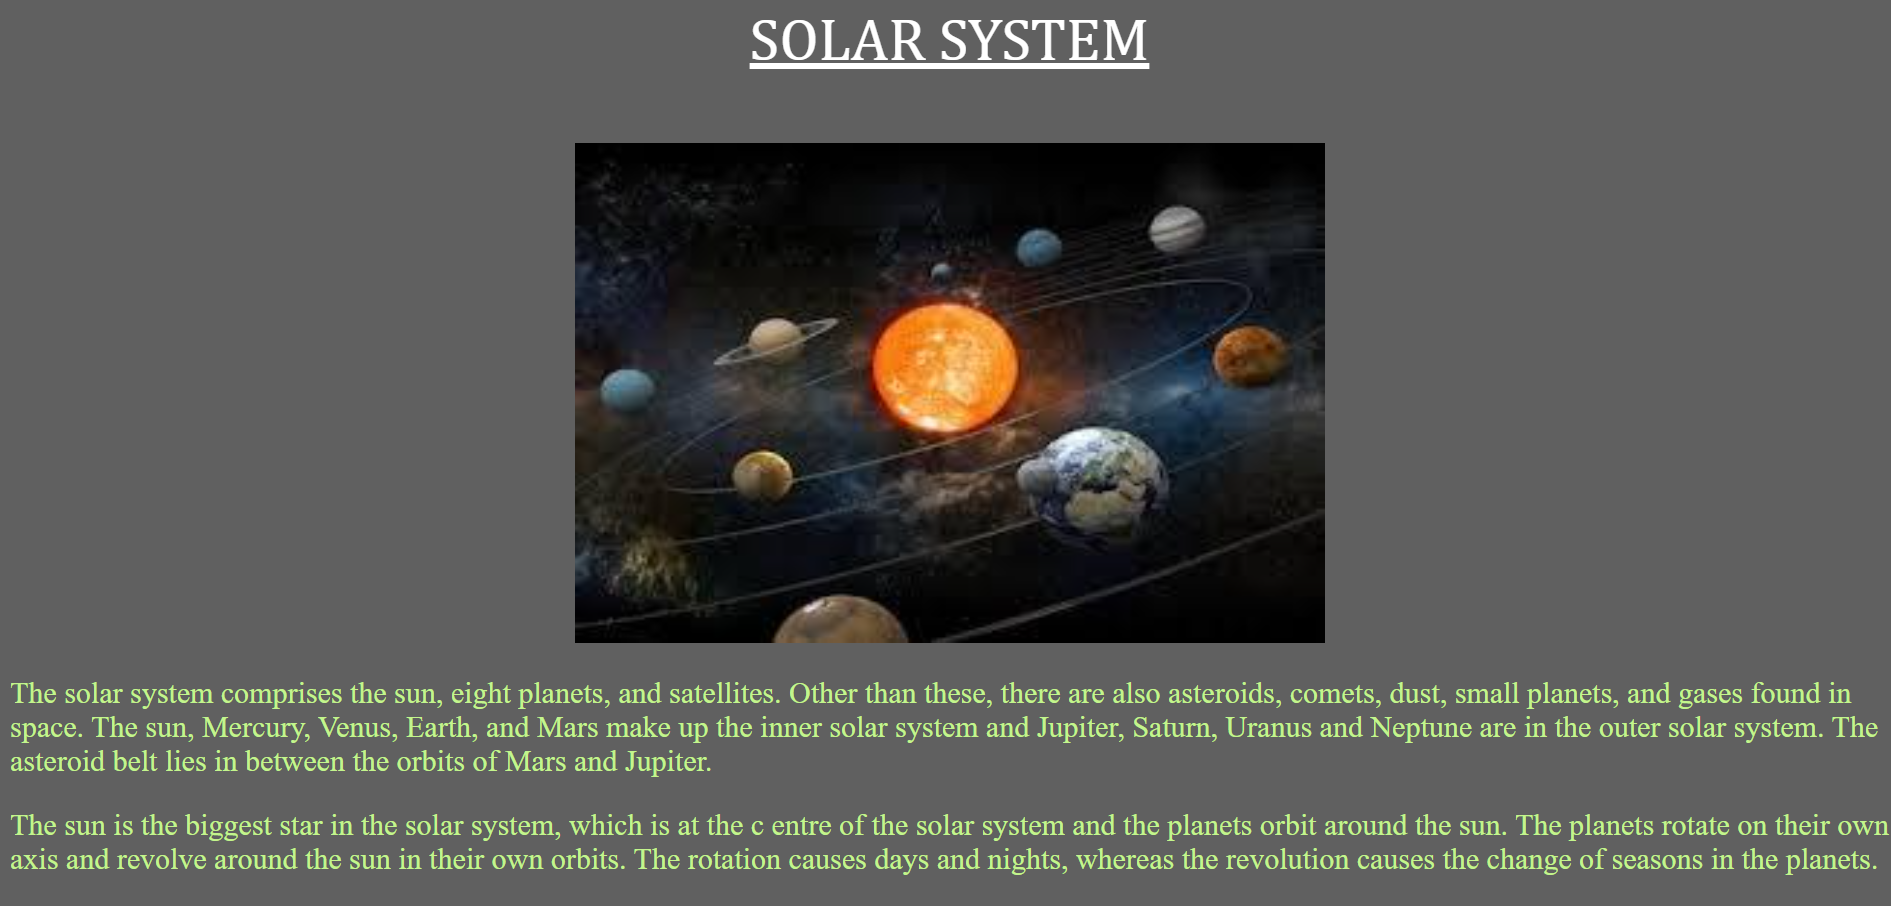 SOLAR SYSTEM
The solar system comprises the sun, eight planets, and satellites. Other than these, there are also asteroids, comets, dust, small planets, and gases found in
space. The sun, Mercury, Venus, Earth, and Mars make up the inner solar system and Jupiter, Saturn, Uranus and Neptune are in the outer solar system. The
asteroid belt lies in between the orbits of Mars and Jupiter.
The sun is the biggest star in the solar system, which is at the c entre of the solar system and the planets orbit around the sun. The planets rotate on their own
axis and revolve around the sun in their own orbits. The rotation causes days and nights, whereas the revolution causes the change of seasons in the planets.